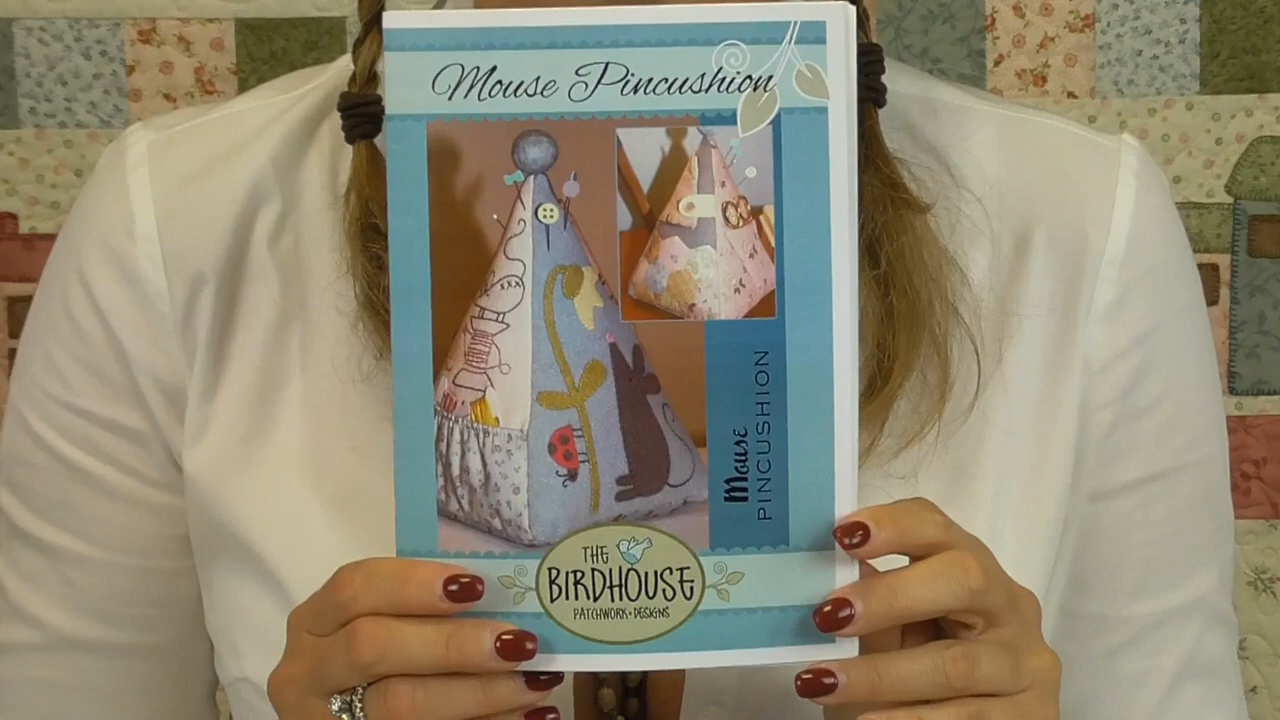 Mouse Pincushion
Mouse
PINCUSHION
THE
BIRDHOUSE
PATCHWORK DESIGNS